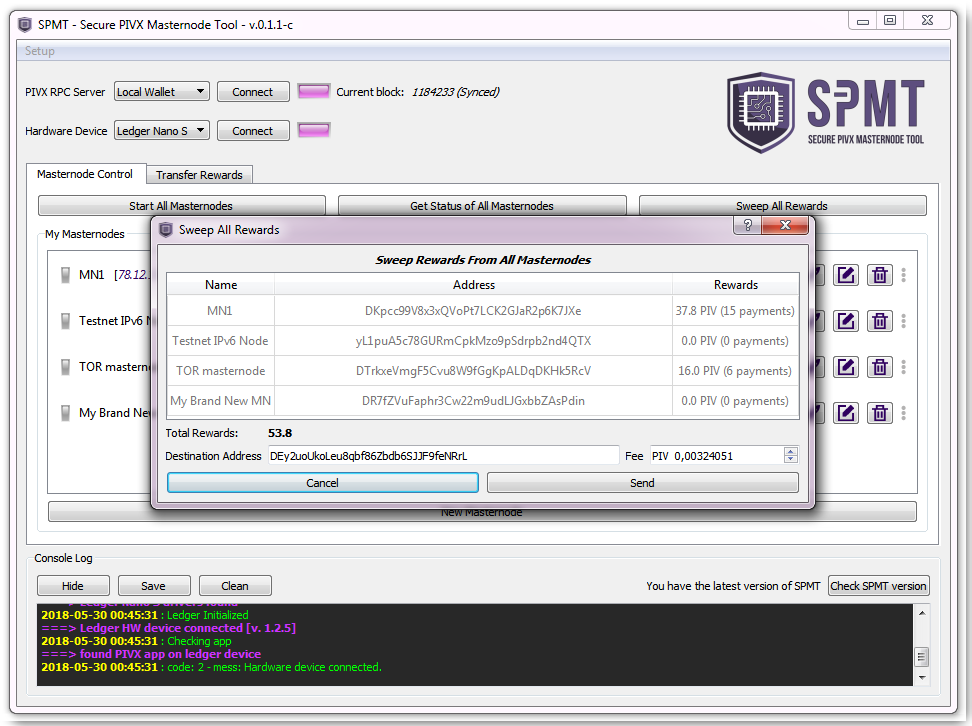 SPMT - Secure PIVX Masternode Tool - v.0.1.1-c
Setup
PIVX RPC Server Local Wallet Connect Current block: 1184233 (Synced)
Hardware Device Ledger Nano S Connect
SPMT
SECURE PIVX MASTERNODE TOOL
Masternode Control Transfer Rewards
Start All Masternodes Get Status of All Masternodes Sweep All Rewards
My Masternodes
MN1 [78.12.
Testnet IPv6 N
TOR mastern
My Brand Ne
Sweep All Rewards
Sweep Rewards From All Masternodes
Name Address Rewards
MN1 DKpcc99V8x3xQVoPt7LCK2GJaR2p6K7JXe 37.8 PIV (15 payments)
Testnet IPv6 Node yL1puA5c78GURmCpkMzo9pSdrpb2nd4QTX 0.0 PIV (0 payments)
TOR masternode DTrkxeVmgF5Cvu8W9fGgKpALDqDKHk5RcV 16.0 PIV (6 payments)
My Brand New MN DR7fZVuFaphr3Cw22m9udLJGxbbZAsPdin 0.0 PIV (0 payments)
Total Rewards: 53.8
Destination Address DEy2uoUkoLeu8qbf86Zbdb6SJJF9feNRrL Fee PIV 0,00324051
Cancel Send
New Masternode
Console Log
Hide Save Clean You have the latest version of SPMT Check SPMT version
===> Ledger Nano S drivers found
2018-05-30 00:45:31 : Ledger Initialized
===> Ledger HW device connected [v. 1.2.5]
2018-05-30 00:45:31 : Checking app
===> found PIVX app on ledger device
2018-05-30 00:45:31 : code: 2 - mess: Hardware device connected.